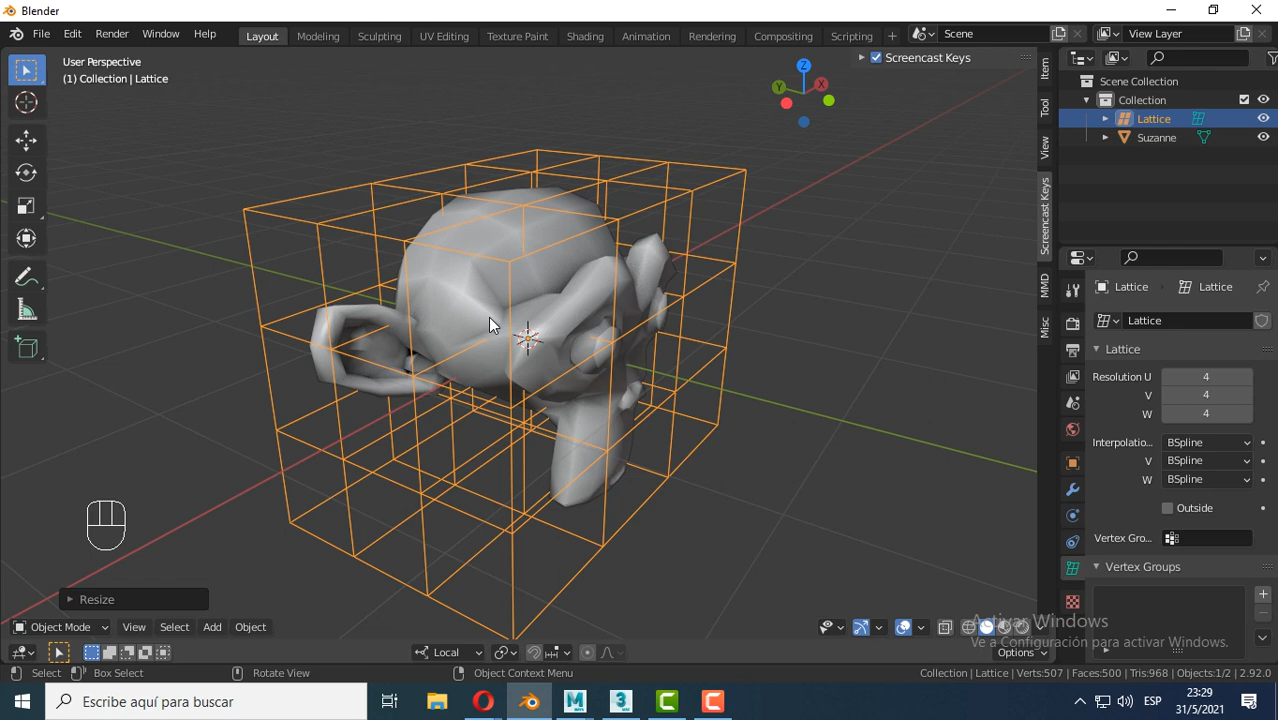 Blender
File Edit Render Window Help Layout Modeling Sculpting UV Editing Texture Paint Shading Animation Rendering Compositing Scripting + Scene View Layer
User Perspective
(1) Collection | Lattice
Screencast Keys
Z
Y X
Item
Tool
View
Screencast Keys
MMD
Misc
Scene Collection
Collection
Lattice
Suzanne
Lattice Lattice
Lattice
Lattice
Resolution U 4
V 4
W 4
Interpolatio... BSpline
V BSpline
W BSpline
Outside
Vertex Gro...
Vertex Groups
Resize
Activar Windows
Ve a Configuración para activar Windows.
Object Mode View Select Add Object
Local Options
Select Box Select Rotate View Object Context Menu Collection | Lattice | Verts:507 | Faces:500 | Tris:968 | Objects:1/2 | 2.92.0
Escribe aquí para buscar
ESP
23:29
31/5/2021